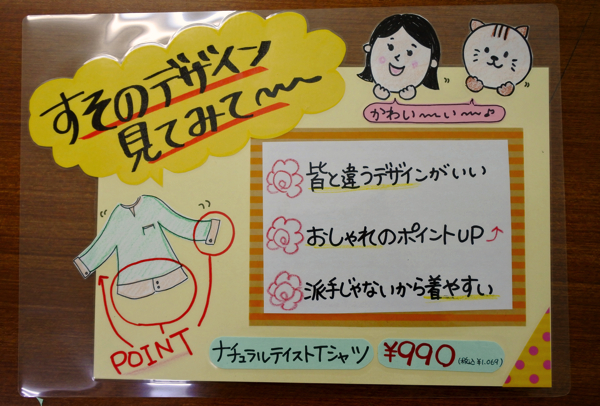 すそのデザイン
見てみて〜〜
かわい〜い〜♪
皆と違うデザインがいい
おしゃれのポイントUP↑
派手じゃないから着やすい
POINT
ナチュラルテイストTシャツ
¥990(税込¥1,069)